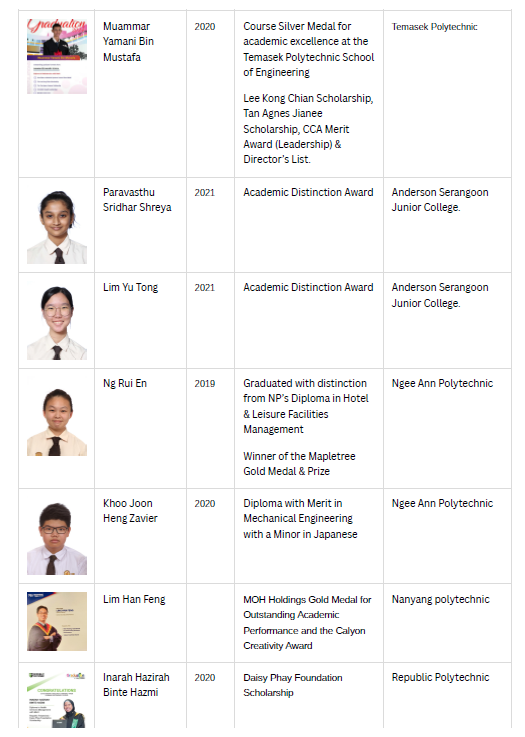 Graduation
Muammar
Yamani Bin
Mustafa
2020
Course Silver Medal for
academic excellence at the
Temasek Polytechnic School
of Engineering
Lee Kong Chian Scholarship,
Tan Agnes Jianee
Scholarship, CCA Merit
Award (Leadership) &
Director's List.
Temasek Polytechnic
Paravasthu
Sridhar Shreya
2021
Academic Distinction Award
Anderson Serangoon
Junior College.
Lim Yu Tong
2021
Academic Distinction Award
Anderson Serangoon
Junior College.
Ng Rui En
2019
Graduated with distinction
from NP's Diploma in Hotel
& Leisure Facilities
Management
Winner of the Mapletree
Gold Medal & Prize
Ngee Ann Polytechnic
Khoo Joon
Heng Zavier
2020
Diploma with Merit in
Mechanical Engineering
with a Minor in Japanese
Ngee Ann Polytechnic
Lim Han Feng
MOH Holdings Gold Medal for
Outstanding Academic
Performance and the Calyon
Creativity Award
Nanyang polytechnic
CONGRATULATIONS
Inarah Hazirah
Binte Hazmi
2020
Daisy Phay Foundation
Scholarship
Republic Polytechnic